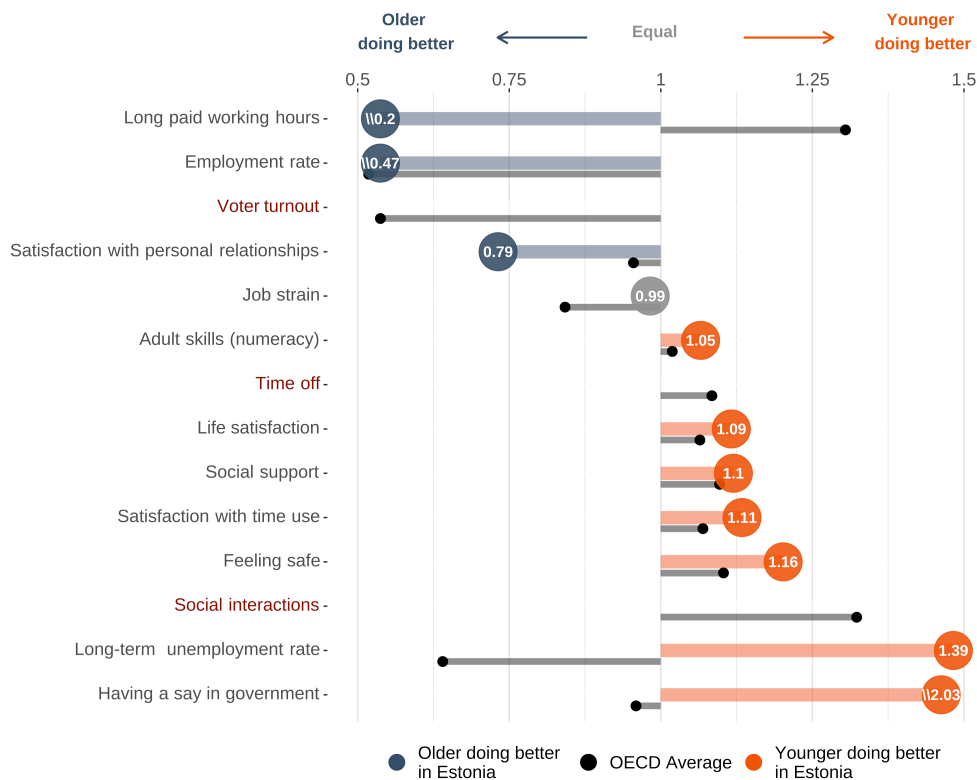 Older
doing better
Equal
Younger
doing better
0.5 0.75 1 1.25 1.5
Long paid working hours \\0.2
Employment rate \\0.47
Voter turnout
Satisfaction with personal relationships 0.79
Job strain 0.99
Adult skills (numeracy) 1.05
Time off
Life satisfaction 1.09
Social support 1.1
Satisfaction with time use 1.11
Feeling safe 1.16
Social interactions
Long-term  unemployment rate 1.39
Having a say in government \\2.03
Older doing better
in Estonia
OECD Average
Younger doing better
in Estonia